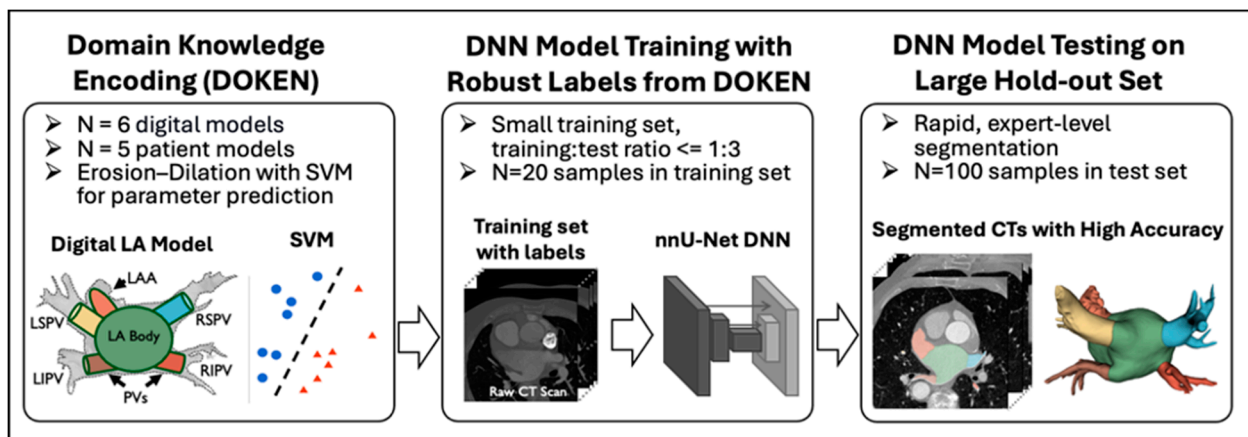 Domain Knowledge
Encoding (DOKEN)
➢ N = 6 digital models
➢ N = 5 patient models
➢ Erosion–Dilation with SVM
for parameter prediction
Digital LA Model
SVM
LAA
LSPV
RSPV
LA Body
LIPV
RIPV
PVs
DNN Model Training with
Robust Labels from DOKEN
➢ Small training set,
training:test ratio <= 1:3
➢ N=20 samples in training set
Training set
with labels
nnU-Net DNN
Raw CT Scan
DNN Model Testing on
Large Hold-out Set
➢ Rapid, expert-level
segmentation
➢ N=100 samples in test set
Segmented CTs with High Accuracy